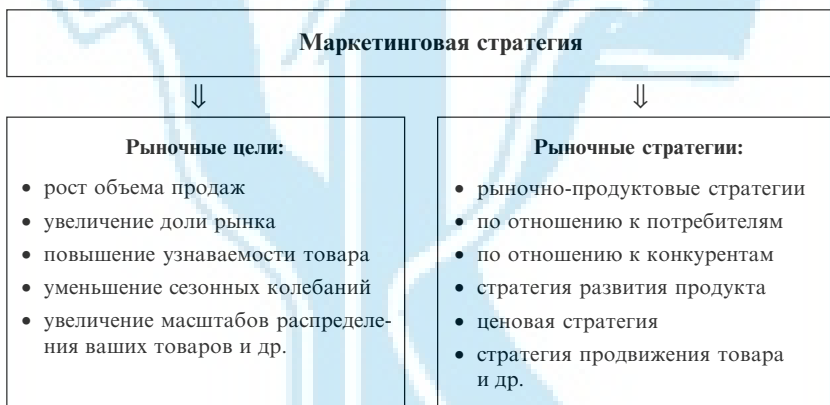 Маркетинговая стратегия
⇓ ⇓
Рыночные цели:
• рост объема продаж
• увеличение доли рынка
• повышение узнаваемости товара
• уменьшение сезонных колебаний
• увеличение масштабов распределе-
ния ваших товаров и др.
Рыночные стратегии:
• рыночно-продуктовые стратегии
• по отношению к потребителям
• по отношению к конкурентам
• стратегия развития продукта
• ценовая стратегия
• стратегия продвижения товара
и др.